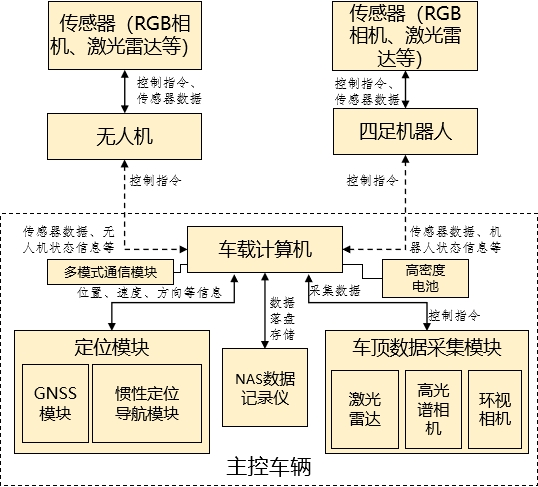 传感器（RGB相
机、激光雷达等）
传感器（RGB
相机、激光雷
达等）
控制指令、
传感器数据
控制指令、
传感器数据
无人机
四足机器人
控制指令
控制指令
传感器数据、无
人机状态信息等
车载计算机
传感器数据、机
器人状态信息等
多模式通信模块
高密度
电池
位置、速度、方向等信息
数据
落盘
存储
采集数据
控制指令
定位模块
GNSS
模块
惯性定位
导航模块
NAS数据
记录仪
车顶数据采集模块
激光
雷达
高光
谱相
机
环视
相机
主控车辆